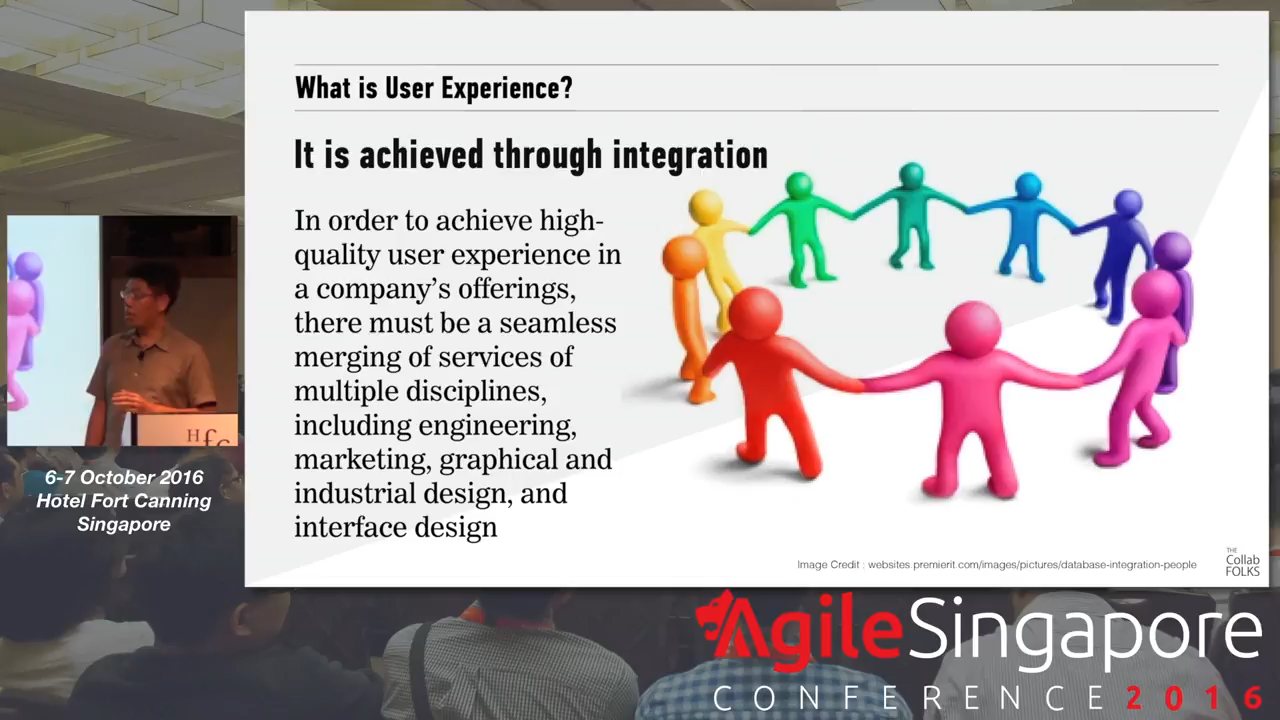 What is User Experience?
It is achieved through integration
In order to achieve high-
quality user experience in
a company's offerings,
there must be a seamless
merging of services of
multiple disciplines,
including engineering,
marketing, graphical and
industrial design, and
interface design
Image Credit : websites.premierit.com/images/pictures/database-integration-people
THE
Collab
FOLKS
Hfc
6-7 October 2016
Hotel Fort Canning
Singapore
AgileSingapore
CONFERENCE 2016